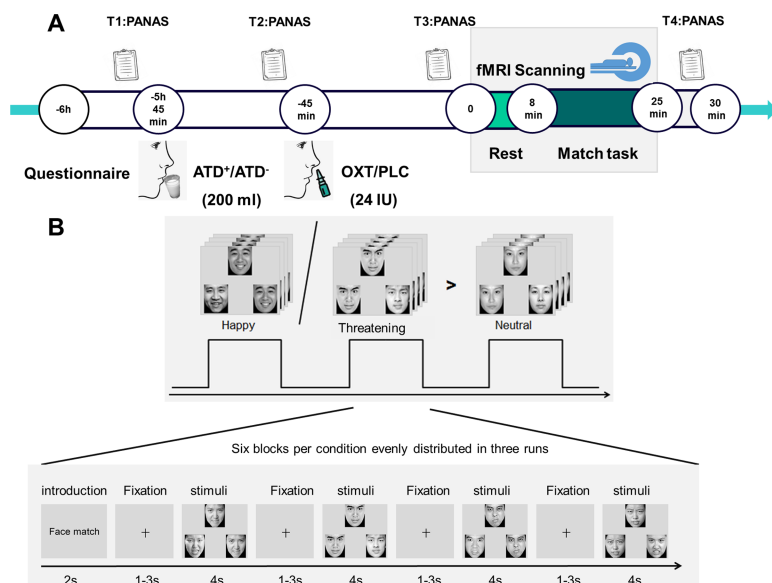 A
T1:PANAS
T2:PANAS
T3:PANAS
T4:PANAS
fMRI Scanning
-6h
-5h
45
min
-45
min
0
8
min
25
min
30
min
Rest
Match task
Questionnaire
ATD+/ATD-
(200 ml)
OXT/PLC
(24 IU)
B
>
Happy
Threatening
Neutral
Six blocks per condition evenly distributed in three runs
introduction Fixation stimuli Fixation stimuli Fixation stimuli Fixation stimuli
Face match + + + +
2s 1-3s 4s 1-3s 4s 1-3s 4s 1-3s 4s